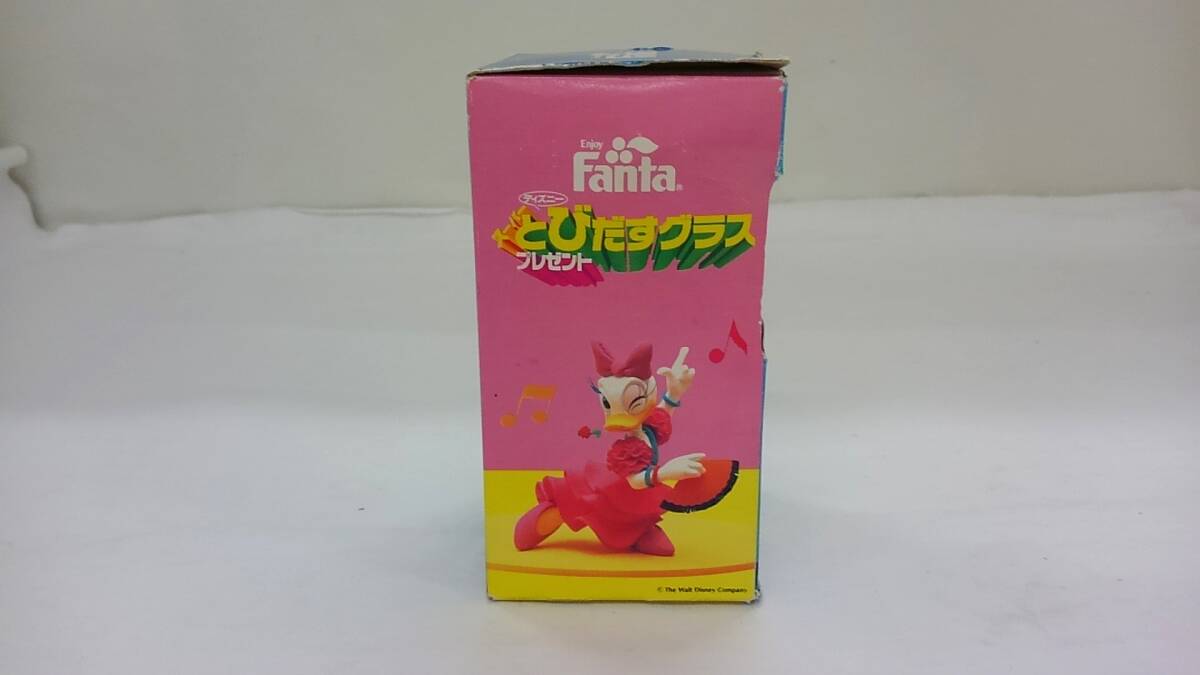 Enjoy
Fanta®
ディズニー
とびだすグラス
プレゼント
© The Walt Disney Company